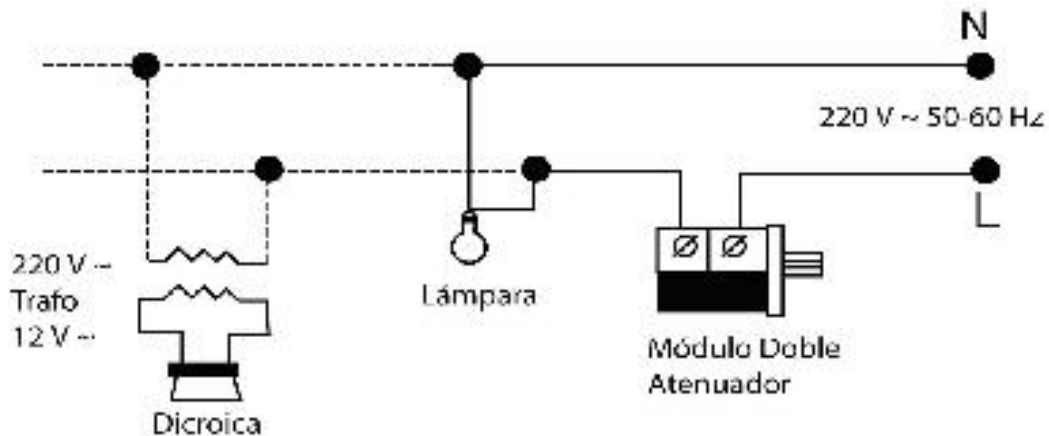 N
220 V ~ 50-60 Hz
L
220 V ~
Trafo
12 V ~
Lámpara
Módulo Doble
Atenuador
Dicroica